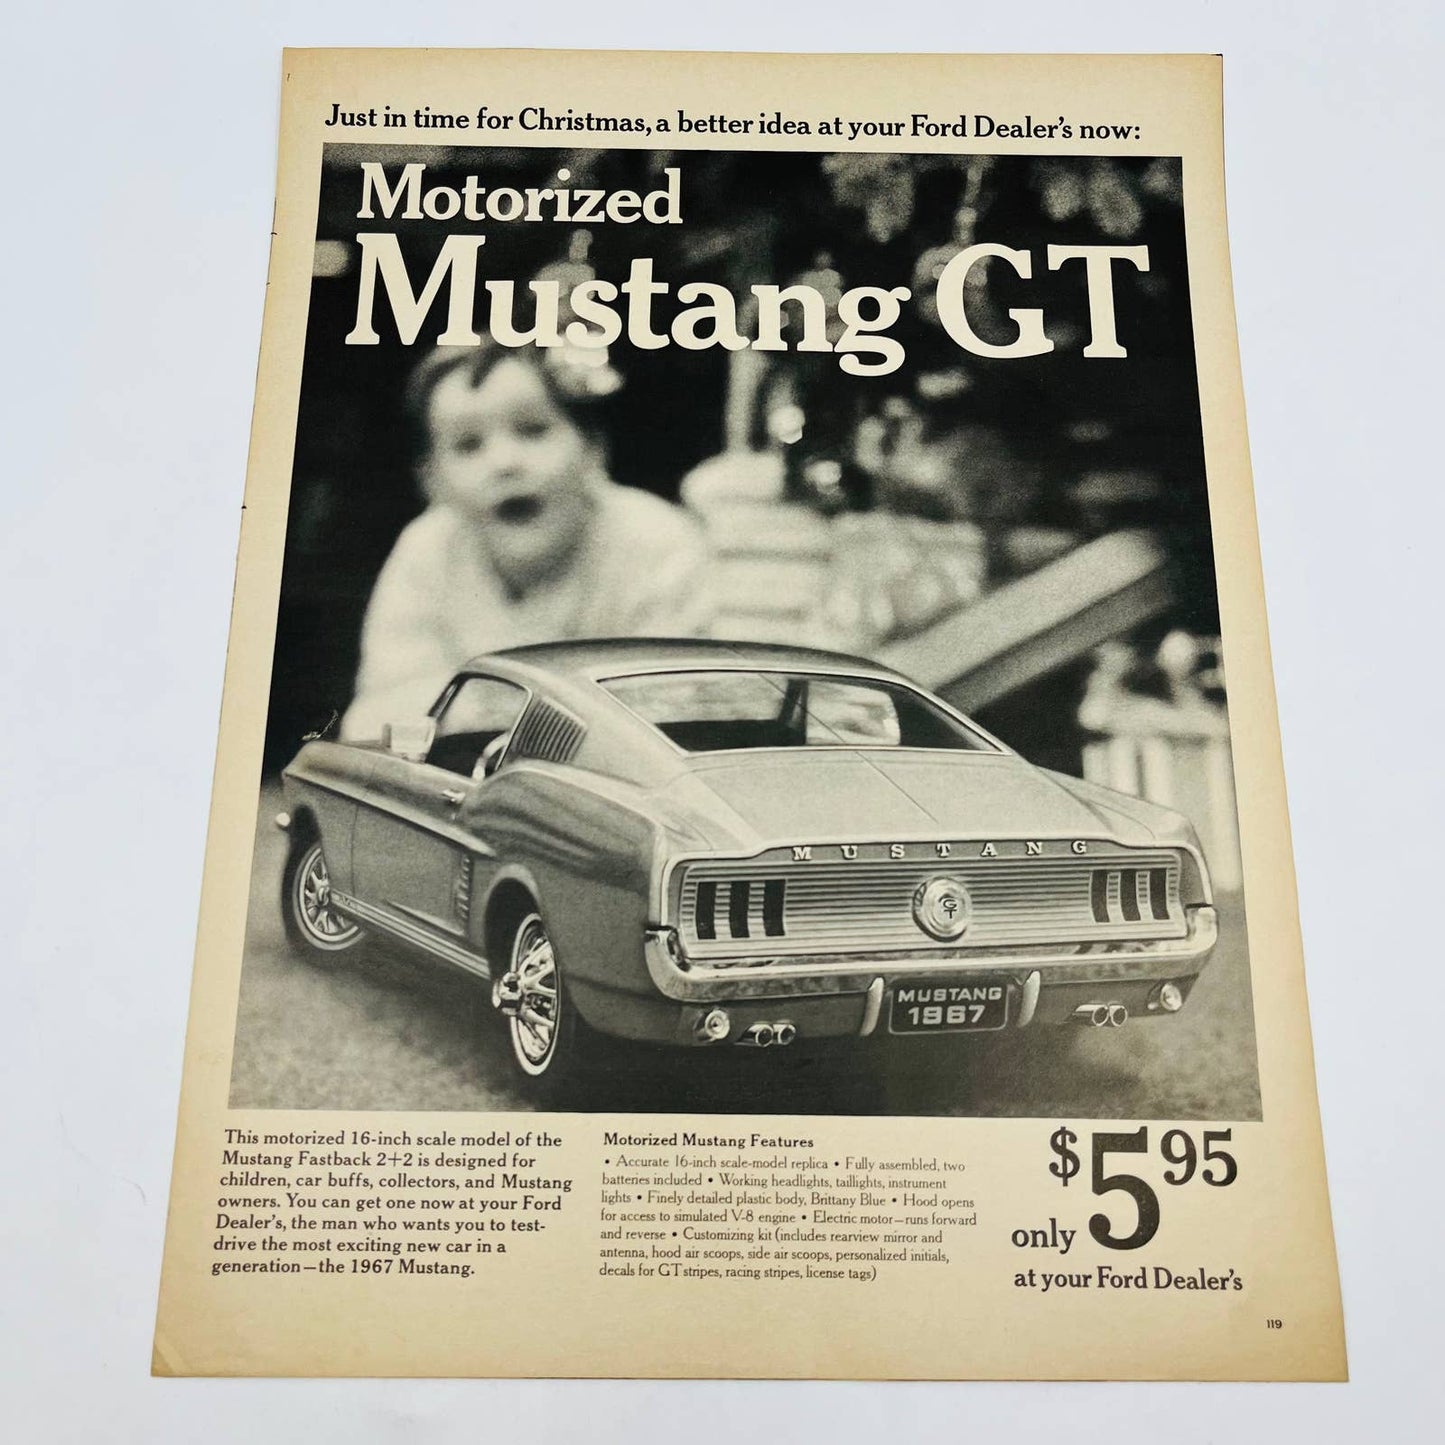 Just in time for Christmas, a better idea at your Ford Dealer's now:
Motorized
Mustang GT
MUSTANG
GT
MUSTANG
1967
This motorized 16-inch scale model of the
Mustang Fastback 2+2 is designed for
children, car buffs, collectors, and Mustang
owners. You can get one now at your Ford
Dealer's, the man who wants you to test-
drive the most exciting new car in a
generation—the 1967 Mustang.
Motorized Mustang Features
• Accurate 16-inch scale-model replica • Fully assembled, two
batteries included • Working headlights, taillights, instrument
lights • Finely detailed plastic body, Brittany Blue • Hood opens
for access to simulated V-8 engine • Electric motor—runs forward
and reverse • Customizing kit (includes rearview mirror and
antenna, hood air scoops, side air scoops, personalized initials,
decals for GT stripes, racing stripes, license tags)
only $5.95
at your Ford Dealer's
119